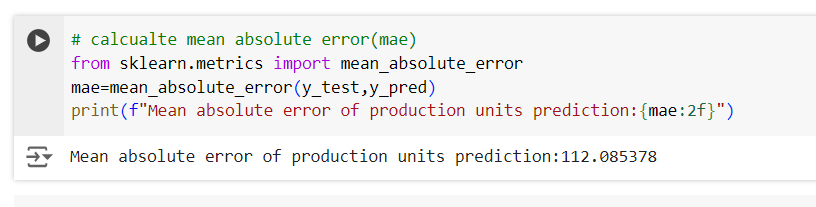 # calcualte mean absolute error(mae)
from sklearn.metrics import mean_absolute_error
mae=mean_absolute_error(y_test,y_pred)
print(f"Mean absolute error of production units prediction:{mae:2f}")
Mean absolute error of production units prediction:112.085378